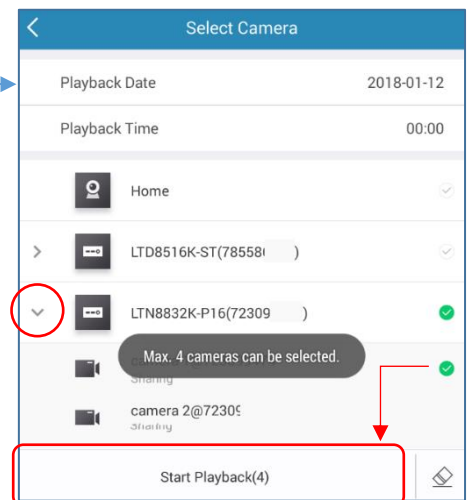 Select Camera
Playback Date 2018-01-12
Playback Time 00:00
Home
LTD8516K-ST(78558 )
LTN8832K-P16(72309 )
Max. 4 cameras can be selected.
Sharing
camera 2@7230
Sharing
Start Playback(4)